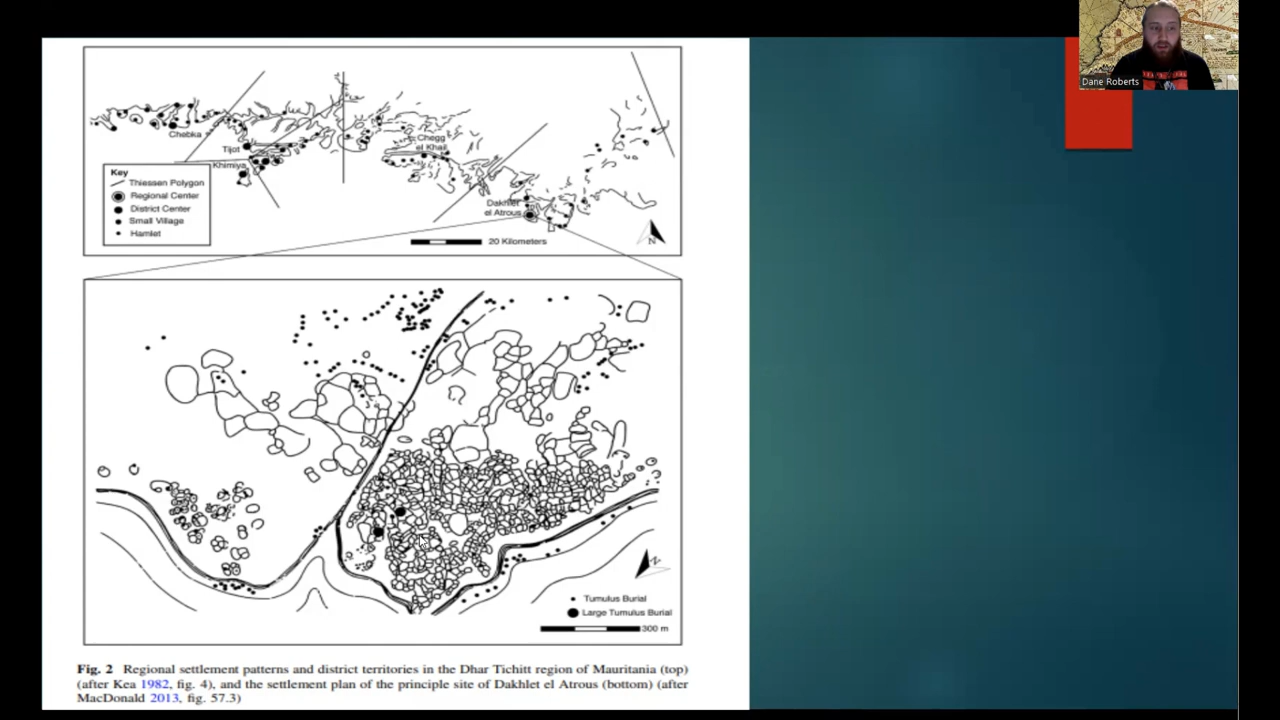 Dane Roberts
Chebka
Tijot
Khimiya
Chegg
el Khail
Dakhlet
el Atrous
Key
Thiessen Polygon
Regional Center
District Center
Small Village
Hamlet
20 Kilometers
N
N
Tumulus Burial
Large Tumulus Burial
300 m
Fig. 2 Regional settlement patterns and district territories in the Dhar Tichitt region of Mauritania (top)
(after Kea 1982, fig. 4), and the settlement plan of the principle site of Dakhlet el Atrous (bottom) (after
MacDonald 2013, fig. 57.3)